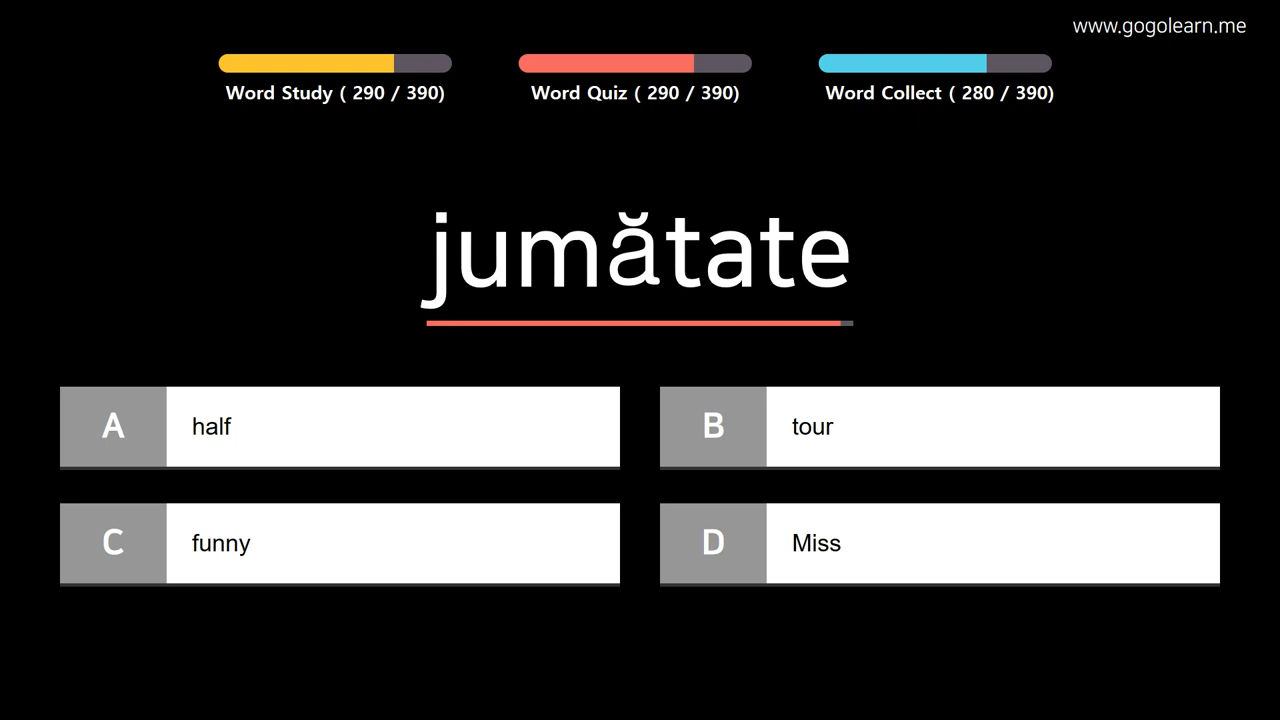 www.gogolearn.me
Word Study ( 290 / 390)
Word Quiz ( 290 / 390)
Word Collect ( 280 / 390)
jumătate
A half
B tour
C funny
D Miss